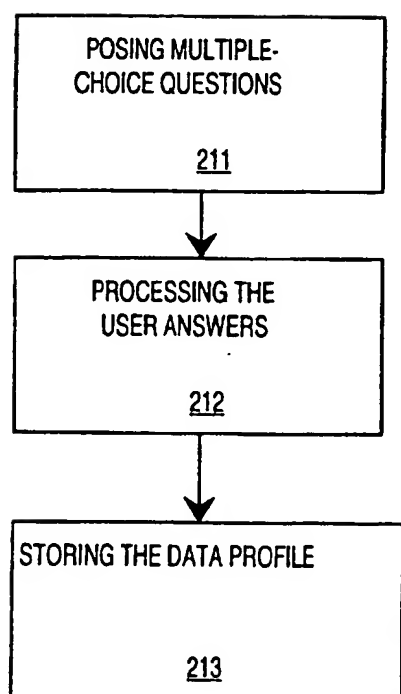 POSING MULTIPLE-
CHOICE QUESTIONS
211
PROCESSING THE
USER ANSWERS
212
STORING THE DATA PROFILE
213